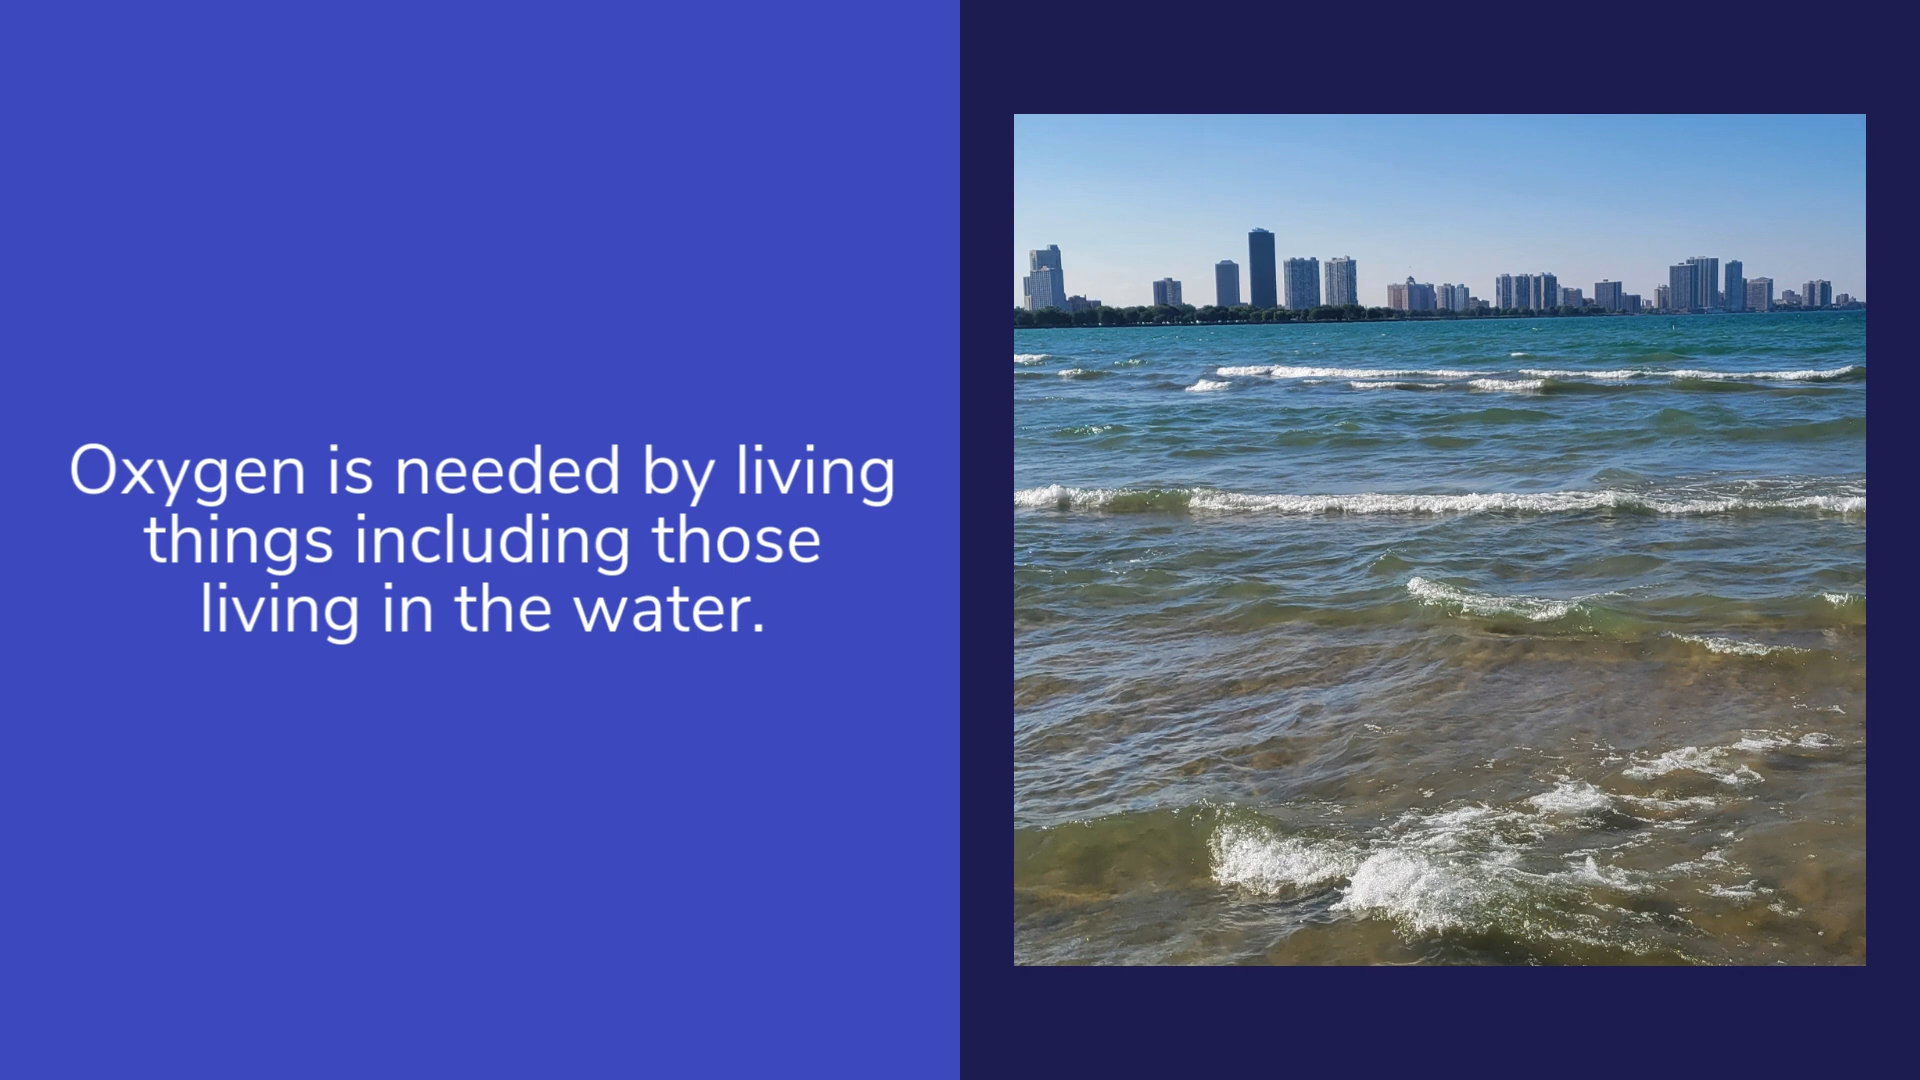 Oxygen is needed by living
things including those
living in the water.